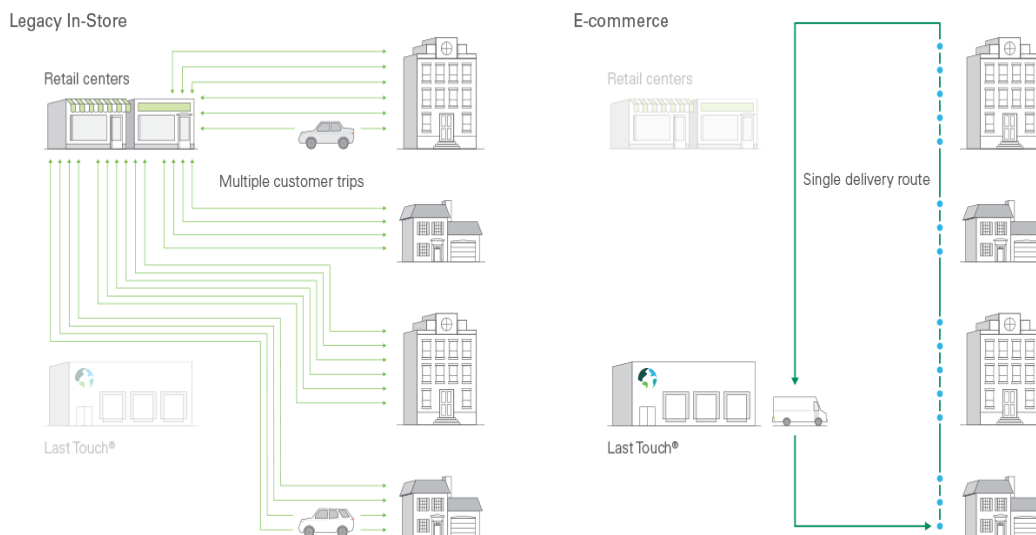 Legacy In-Store
Retail centers
Multiple customer trips
Last Touch®
E-commerce
Retail centers
Single delivery route
Last Touch®